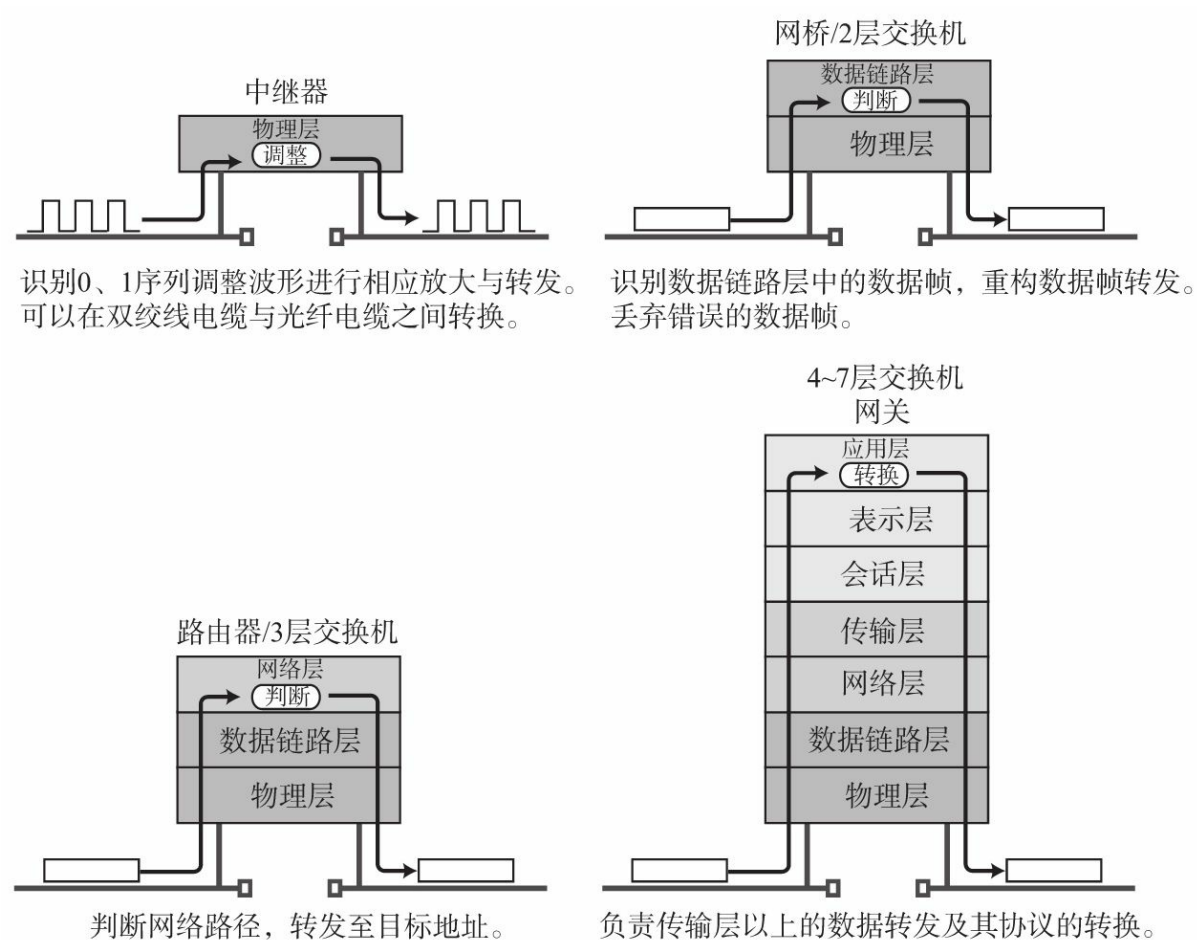 中继器
物理层
调整
识别0、1序列调整波形进行相应放大与转发。
可以在双绞线电缆与光纤电缆之间转换。
网桥/2层交换机
数据链路层
判断
物理层
识别数据链路层中的数据帧，重构数据帧转发。
丢弃错误的数据帧。
路由器/3层交换机
网络层
判断
数据链路层
物理层
判断网络路径，转发至目标地址。
4~7层交换机
网关
应用层
转换
表示层
会话层
传输层
网络层
数据链路层
物理层
负责传输层以上的数据转发及其协议的转换。